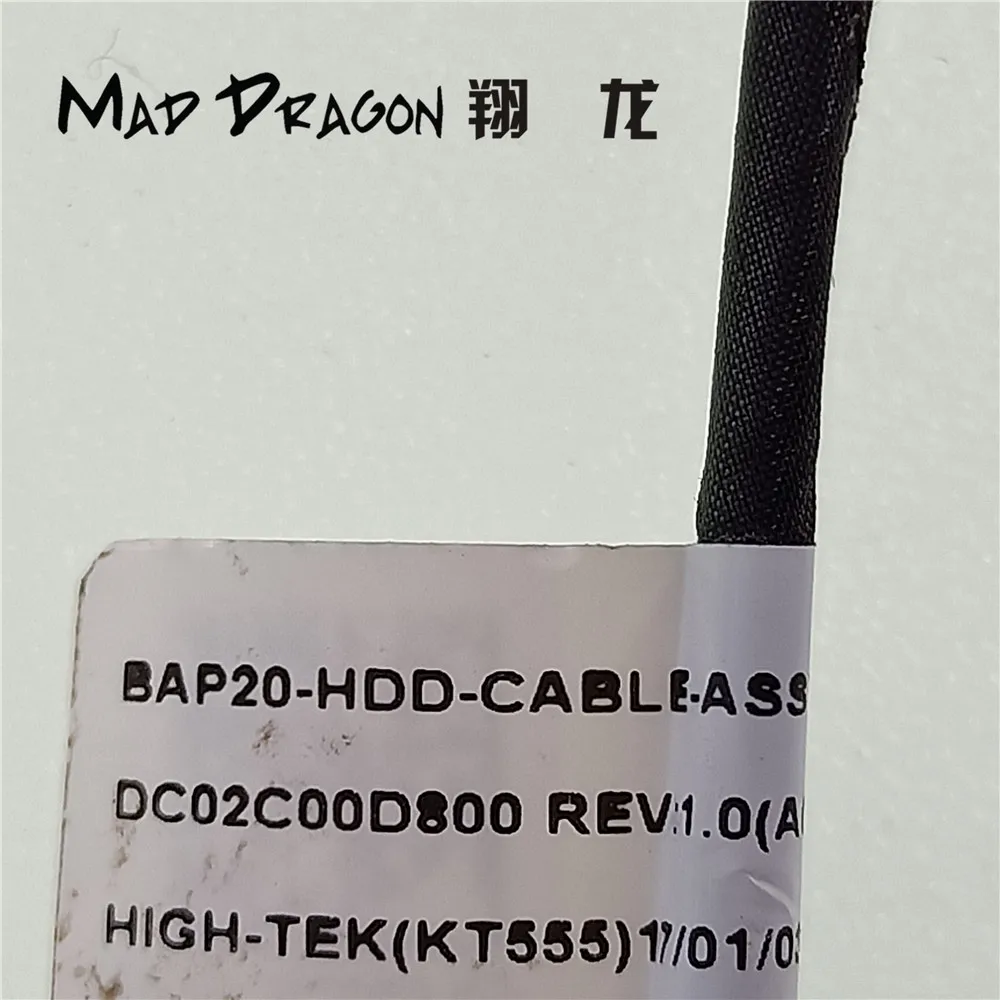 MAD DRAGON 翔 龙
BAP20-HDD-CABLE-ASS
DC02C00D800 REV:1.0(A
HIGH-TEK(KT555)17/01/0